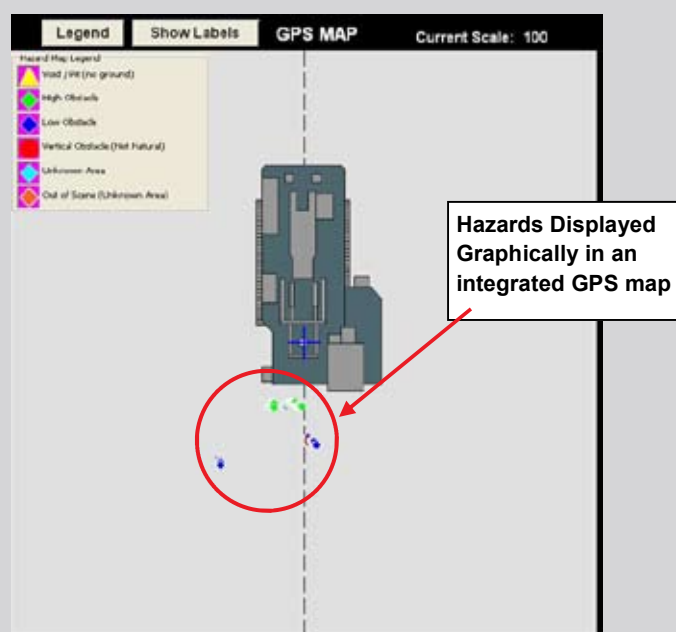 Legend
Show Labels
GPS MAP
Current Scale: 100
Hazard Map Legend
Void / Pit (no ground)
High Obstacle
Low Obstacle
Vertical Obstacle (Not Natural)
Unknown Area
Out of Scene (Unknown Area)
Hazards Displayed
Graphically in an
integrated GPS map